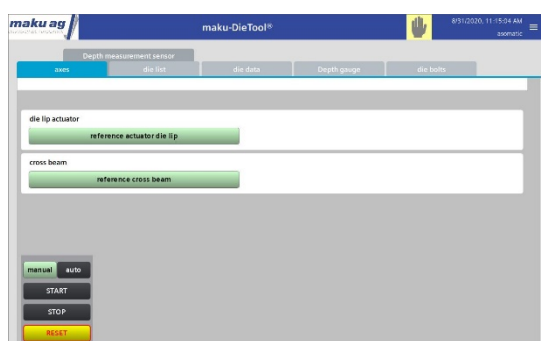 maku ag
maku-DieTool®
8/31/2020, 11:15:04 AM
asomatic
Depth measurement sensor
axes
die list
die data
Depth gauge
die bolts
die lip actuator
reference actuator die lip
cross beam
reference cross beam
manual
auto
START
STOP
RESET